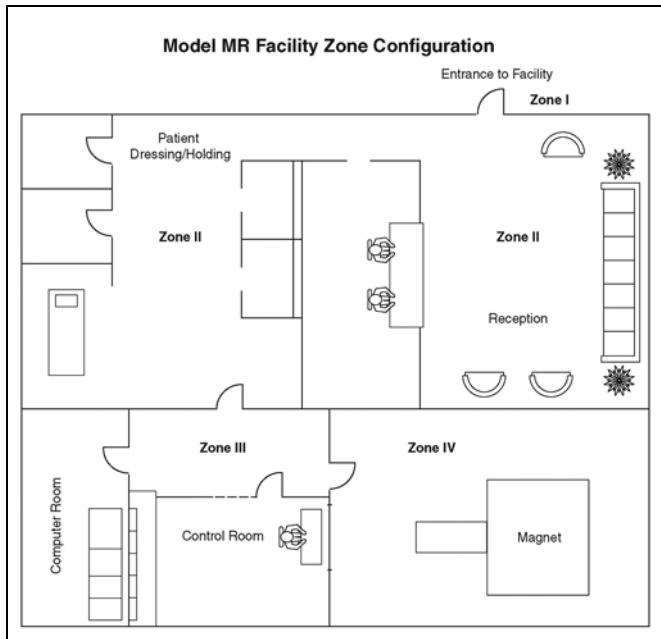 Model MR Facility Zone Configuration
Entrance to Facility
Zone I
Patient
Dressing/Holding
Zone II
Zone II
Reception
Zone III
Zone IV
Computer Room
Control Room
Magnet